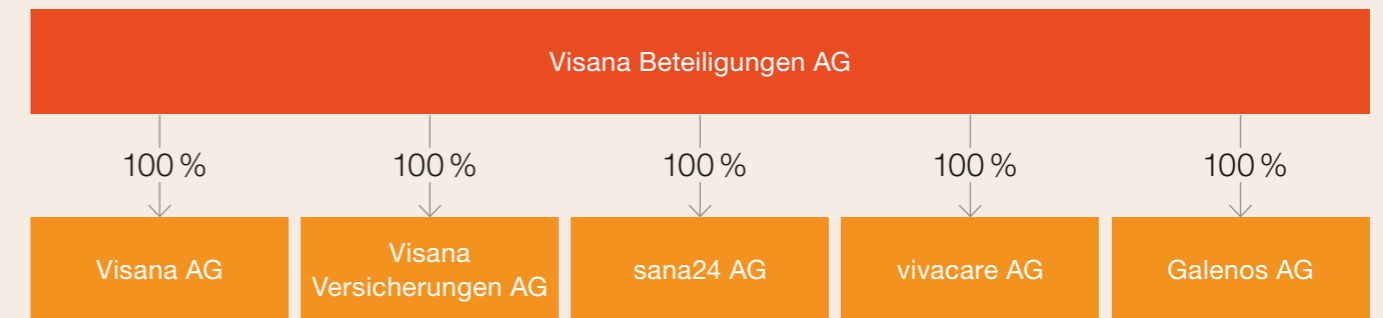 Visana Beteiligungen AG
100 %
100 %
100 %
100 %
100 %
Visana AG
Visana
Versicherungen AG
sana24 AG
vivacare AG
Galenos AG